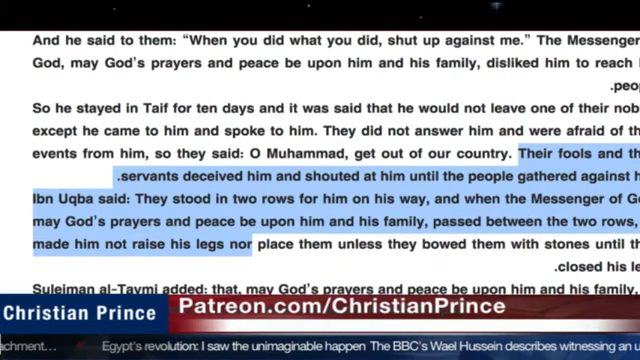 And he said to them: “When you did what you did, shut up against me.” The Messenger
God, may God's prayers and peace be upon him and his family, disliked him to reach
.peop
So he stayed in Taif for ten days and it was said that he would not leave one of their nob
except he came to him and spoke to him. They did not answer him and were afraid of th
events from him, so they said: O Muhammad, get out of our country. Their fools and th
.servants deceived him and shouted at him until the people gathered against h
Ibn Uqba said: They stood in two rows for him on his way, and when the Messenger of Go
may God's prayers and peace be upon him and his family, passed between the two rows,
made him not raise his legs nor place them unless they bowed them with stones until th
.closed his le
Suleiman al-Taymi added: that, may God's prayers and peace be upon him and his family,
Christian Prince
Patreon.com/ChristianPrince
achment... Egypt's revolution: I saw the unimaginable happen The BBC's Wael Hussein describes witnessing an u